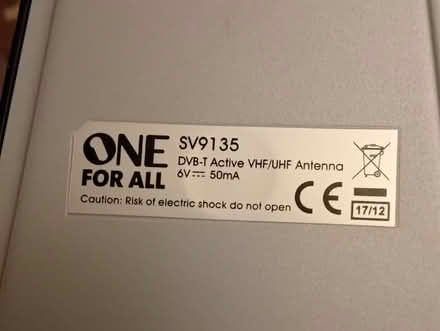 ONE
FOR ALL
SV9135
DVB-T Active VHF/UHF Antenna
6V⎓ 50mA
Caution: Risk of electric shock do not open
CE
17/12